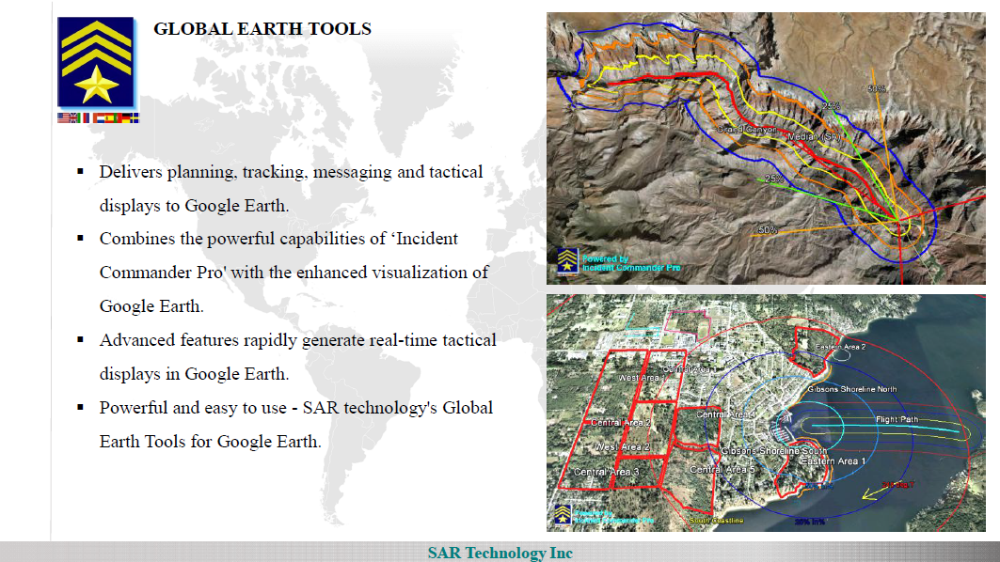 GLOBAL EARTH TOOLS
▪ Delivers planning, tracking, messaging and tactical
displays to Google Earth.
▪ Combines the powerful capabilities of ‘Incident
Commander Pro' with the enhanced visualization of
Google Earth.
▪ Advanced features rapidly generate real-time tactical
displays in Google Earth.
▪ Powerful and easy to use - SAR technology's Global
Earth Tools for Google Earth.
50%
25%
Grand Canyon
Median (SA)
25%
50%
Powered by
Incident Commander Pro
Eastern Area 2
Central Area 1
West Area 1
Gibsons Shoreline North
Central Area 4
Flight Path
Central Area 2
West Area 2
Gibsons Shoreline South
Eastern Area 1
Central Area 3
Central Area 5
Powered by
Incident Commander Pro
South Coastline
SAR Technology Inc